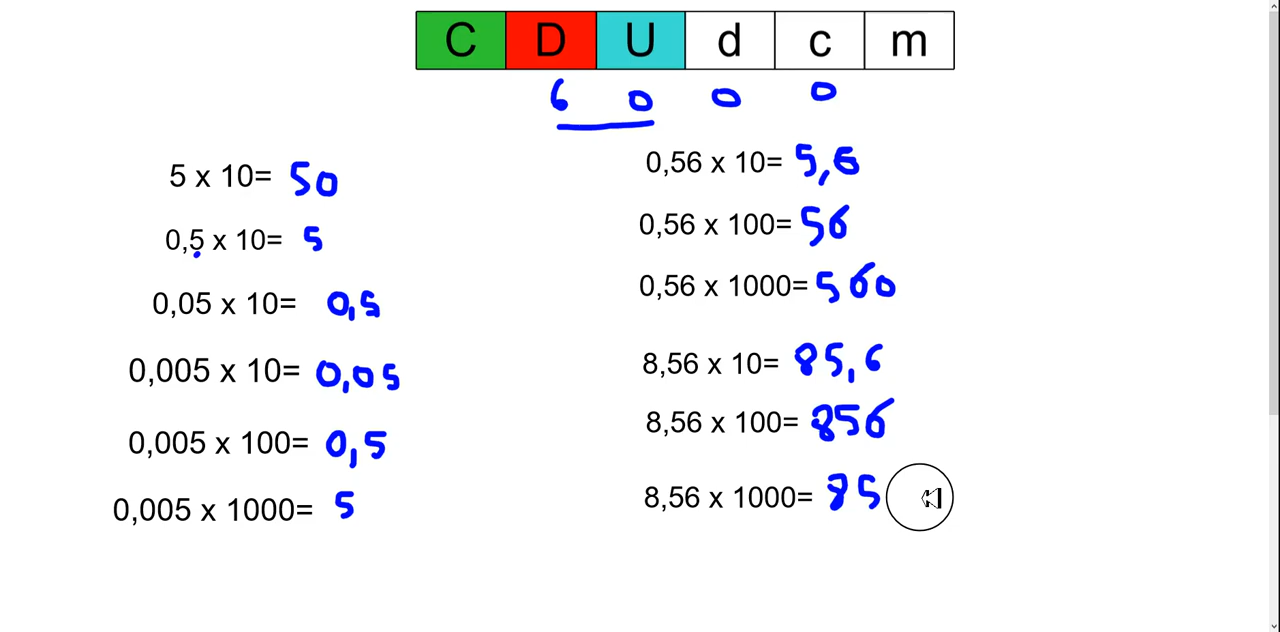 C D U d c m
6 0 0 0
5 x 10= 50
0,5 x 10= 5
0,05 x 10= 0,5
0,005 x 10= 0,05
0,005 x 100= 0,5
0,005 x 1000= 5
0,56 x 10= 5,6
0,56 x 100= 56
0,56 x 1000= 560
8,56 x 10= 85,6
8,56 x 100= 856
8,56 x 1000= 85